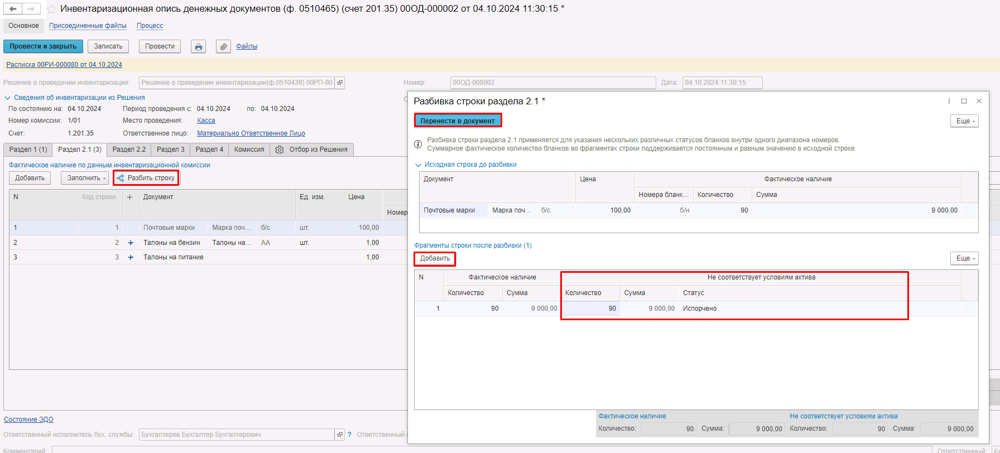 Инвентаризационная опись денежных документов (ф. 0510465) (счет 201.35) 00ОД-000002 от 04.10.2024 11:30:15 *
Основное Присоединенные файлы Процесс
Провести и закрыть Записать Провести Файлы
Расписка 00РИ-000080 от 04.10.2024
Решение о проведении инвентаризации: Решение о проведении инвентаризации(ф.0510439) 00РП-00 Номер: 00ОД-000002 Дата: 04.10.2024 11:30:15
Сведения об инвентаризации из Решения
По состоянию на: 04.10.2024 Период проведения с: 04.10.2024 по: 04.10.2024
Номер комиссии: 1/01 Место проведения: Касса
Счет: 1.201.35 Ответственное лицо: Материально Ответственное Лицо
Раздел 1 (1) Раздел 2.1 (3) Раздел 2.2 Раздел 3 Раздел 4 Комиссия Отбор из Решения
Фактическое наличие по данным инвентаризационной комиссии
Добавить Заполнить Разбить строку
N Код строки + Документ Ед. изм. Цена
Номер
1 1 Почтовые марки Марка поч... б/с шт. 100,00
2 2 + Талоны на бензин Талоны на... АА шт. 1,00
3 3 + Талоны на питание 1,00
Состояние ЭДО
Ответственный исполнитель бух. службы: Бухгалтеров Бухгалтер Бухгалтерович ? Ответственный
Комментарий: Ответственный:
Разбивка строки раздела 2.1 *
Перенести в документ Еще
Разбивка строки раздела 2.1 применяется для указания нескольких различных статусов бланков внутри одного диапазона номеров.
Суммарное фактическое количество бланков во фрагментах строки поддерживается постоянным и равным значению в исходной строке.
Исходная строка до разбивки
Документ Цена Фактическое наличие
Номера бланк... Количество Сумма
Почтовые марки Марка поч... б/с 100,00 б/н 90 9 000,00
Фрагменты строки после разбивки (1)
Добавить Еще
N Фактическое наличие Не соответствует условиям актива
Количество Сумма Количество Сумма Статус
1 90 9 000,00 90 9 000,00 Испорчено
Фактическое наличие Не соответствует условиям актива
Количество: 90 Сумма: 9 000,00 Количество: 90 Сумма: 9 000,00